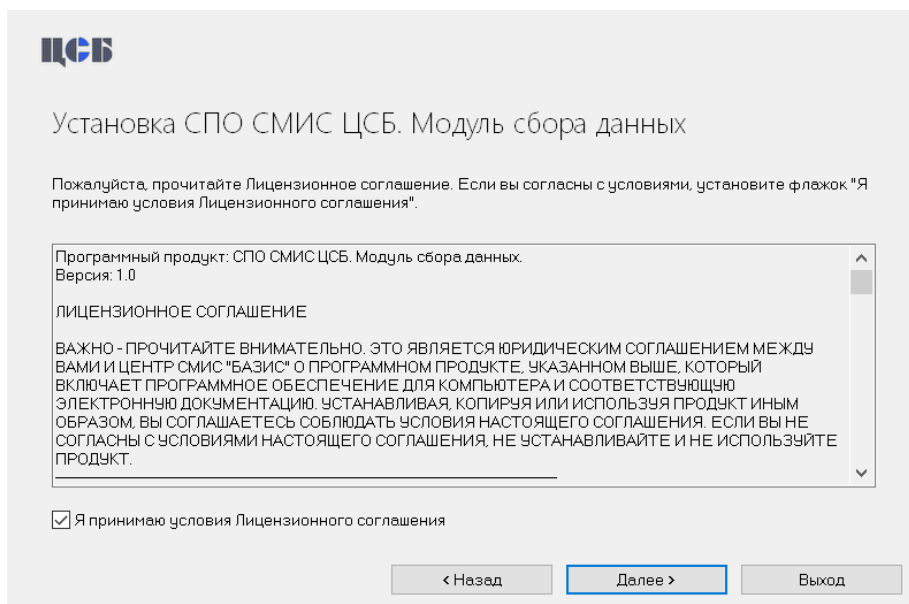 ЦСБ
Установка СПО СМИС ЦСБ. Модуль сбора данных
Пожалуйста, прочитайте Лицензионное соглашение. Если вы согласны с условиями, установите флажок "Я
принимаю условия Лицензионного соглашения".
Программный продукт: СПО СМИС ЦСБ. Модуль сбора данных.
Версия: 1.0
ЛИЦЕНЗИОННОЕ СОГЛАШЕНИЕ
ВАЖНО - ПРОЧИТАЙТЕ ВНИМАТЕЛЬНО. ЭТО ЯВЛЯЕТСЯ ЮРИДИЧЕСКИМ СОГЛАШЕНИЕМ МЕЖДУ
ВАМИ И ЦЕНТР СМИС "БАЗИС" О ПРОГРАММНОМ ПРОДУКТЕ, УКАЗАННОМ ВЫШЕ, КОТОРЫЙ
ВКЛЮЧАЕТ ПРОГРАММНОЕ ОБЕСПЕЧЕНИЕ ДЛЯ КОМПЬЮТЕРА И СООТВЕТСТВУЮЩУЮ
ЭЛЕКТРОННУЮ ДОКУМЕНТАЦИЮ. УСТАНАВЛИВАЯ, КОПИРУЯ ИЛИ ИСПОЛЬЗУЯ ПРОДУКТ ИНЫМ
ОБРАЗОМ, ВЫ СОГЛАШАЕТЕСЬ СОБЛЮДАТЬ УСЛОВИЯ НАСТОЯЩЕГО СОГЛАШЕНИЯ. ЕСЛИ ВЫ НЕ
СОГЛАСНЫ С УСЛОВИЯМИ НАСТОЯЩЕГО СОГЛАШЕНИЯ, НЕ УСТАНАВЛИВАЙТЕ И НЕ ИСПОЛЬЗУЙТЕ
ПРОДУКТ.
Я принимаю условия Лицензионного соглашения
< Назад
Далее >
Выход